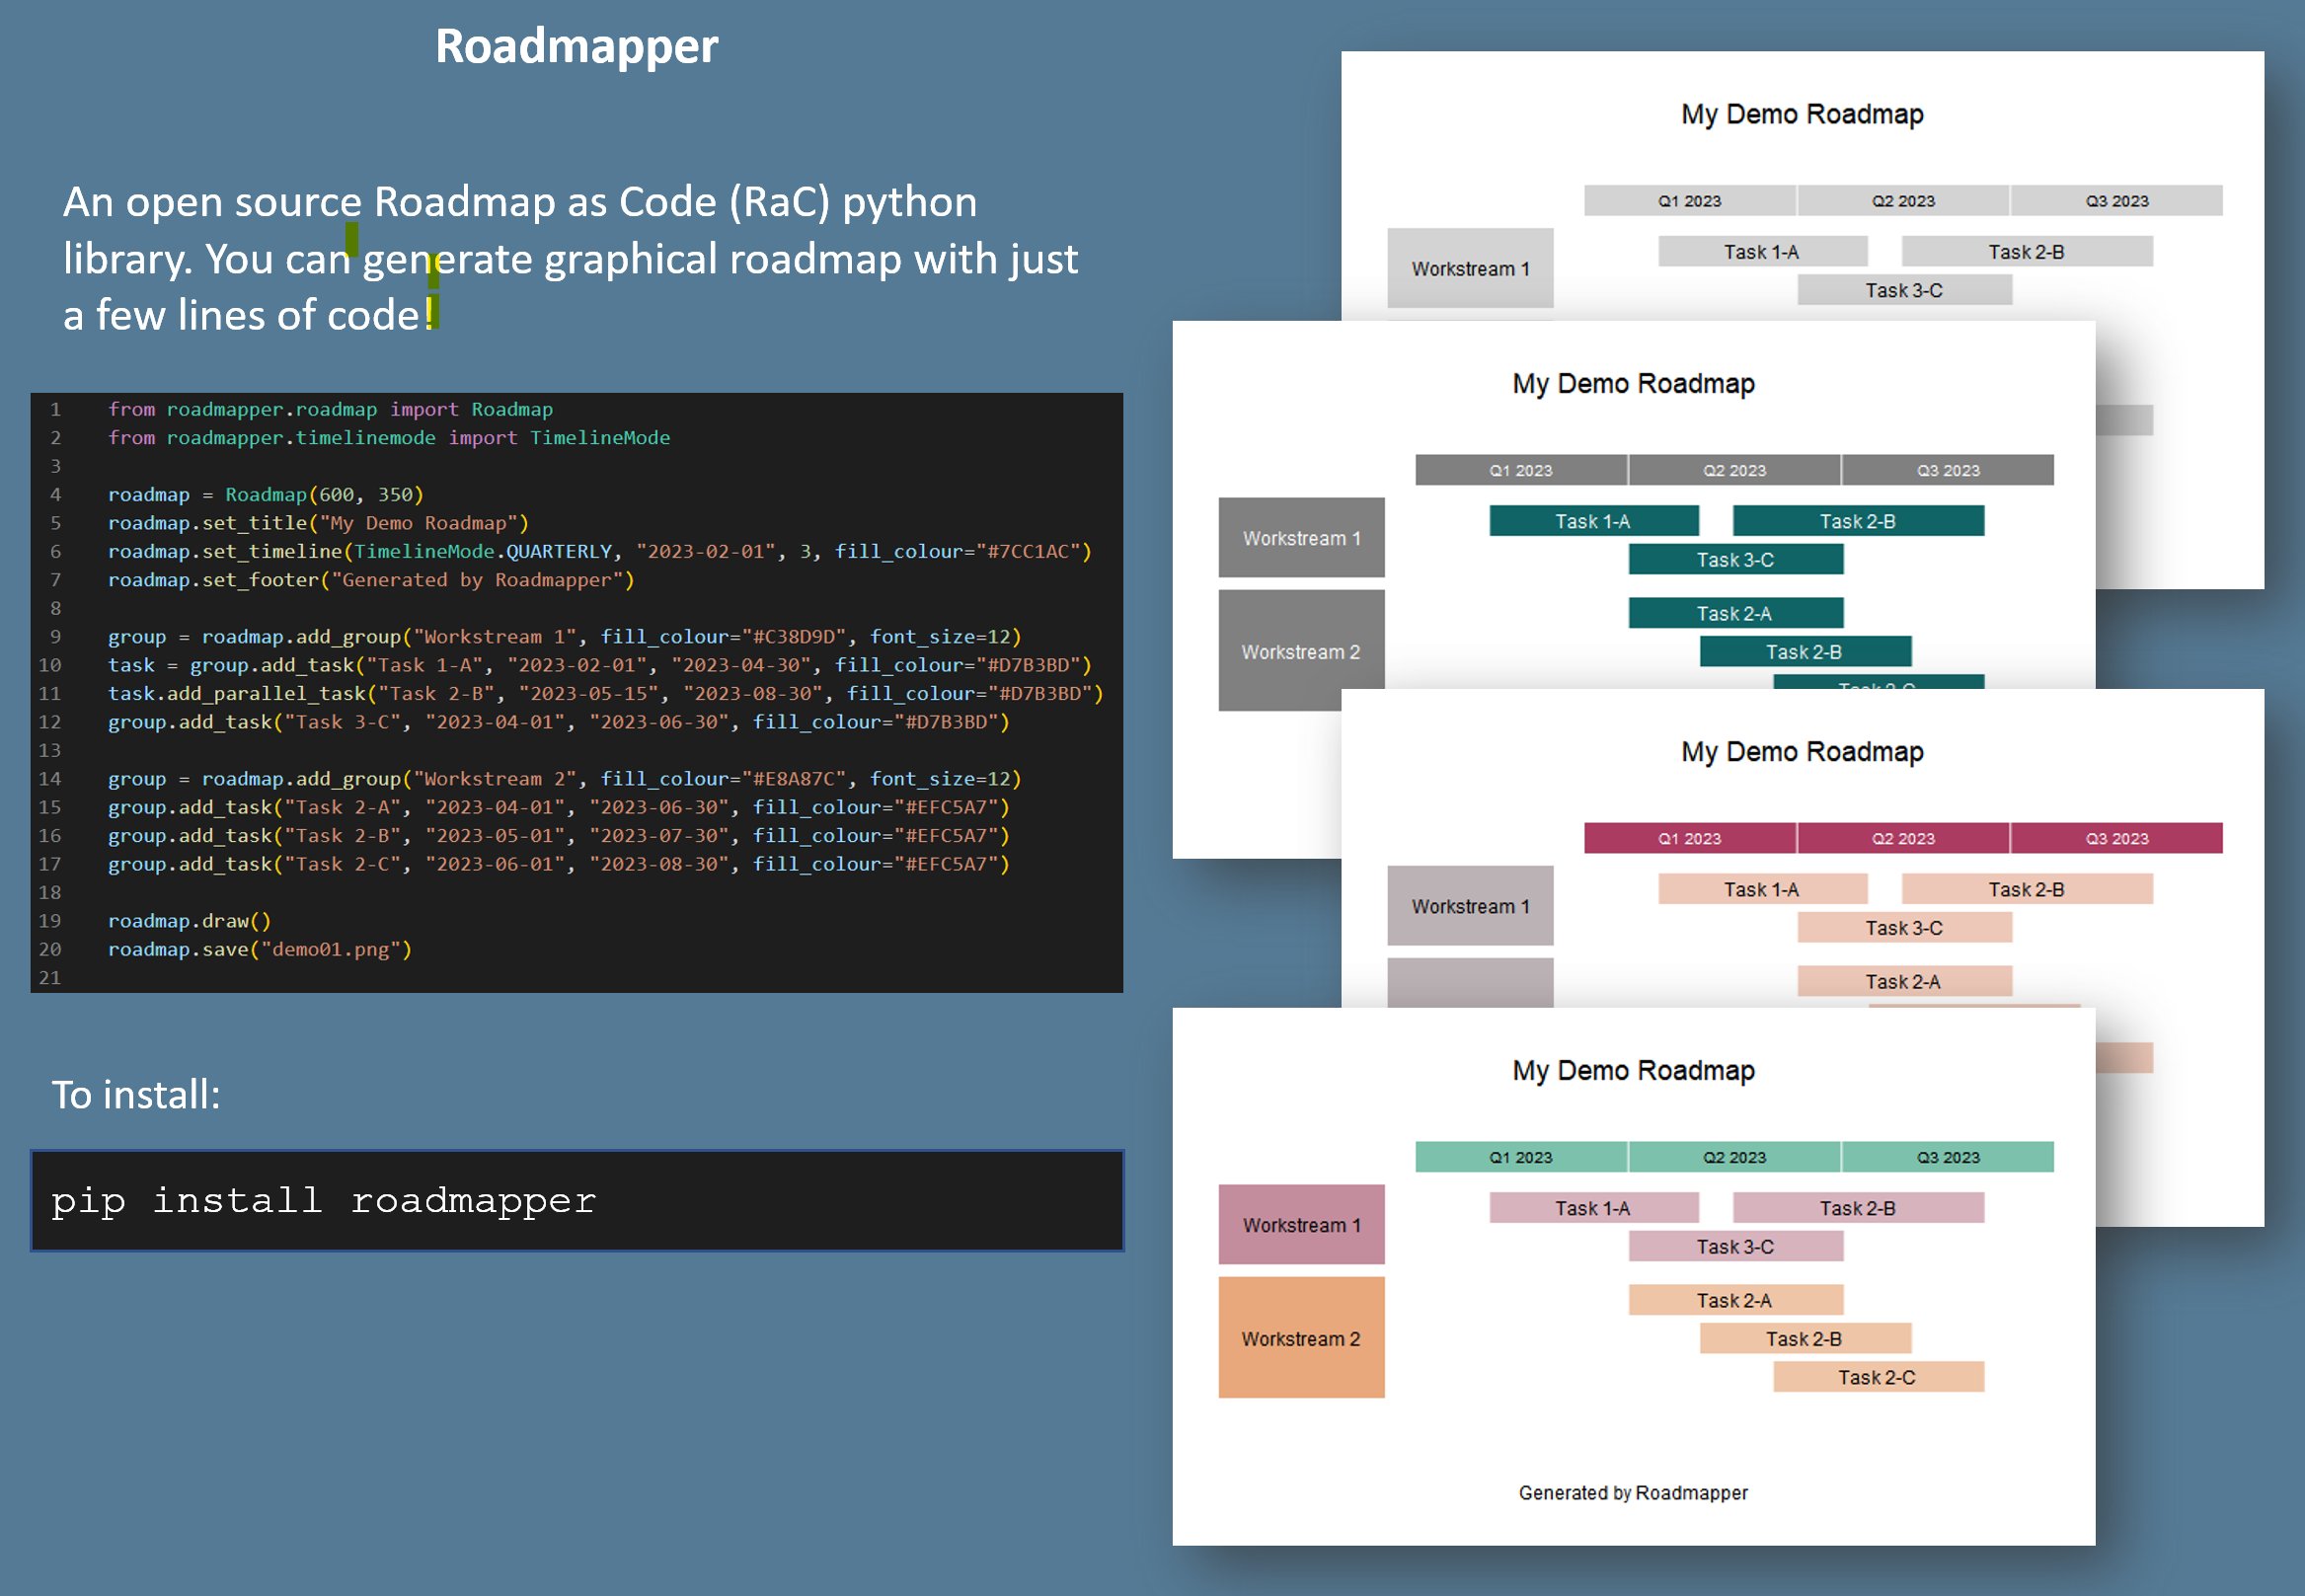 Roadmapper
An open source Roadmap as Code (RaC) python
library. You can generate graphical roadmap with just
a few lines of code!
1 from roadmapper.roadmap import Roadmap
2 from roadmapper.timelinemode import TimelineMode
3
4 roadmap = Roadmap(600, 350)
5 roadmap.set_title("My Demo Roadmap")
6 roadmap.set_timeline(TimelineMode.QUARTERLY, "2023-02-01", 3, fill_colour="#7CC1AC")
7 roadmap.set_footer("Generated by Roadmapper")
8
9 group = roadmap.add_group("Workstream 1", fill_colour="#C38D9D", font_size=12)
10 task = group.add_task("Task 1-A", "2023-02-01", "2023-04-30", fill_colour="#D7B3BD")
11 task.add_parallel_task("Task 2-B", "2023-05-15", "2023-08-30", fill_colour="#D7B3BD")
12 group.add_task("Task 3-C", "2023-04-01", "2023-06-30", fill_colour="#D7B3BD")
13
14 group = roadmap.add_group("Workstream 2", fill_colour="#E8A87C", font_size=12)
15 group.add_task("Task 2-A", "2023-04-01", "2023-06-30", fill_colour="#EFC5A7")
16 group.add_task("Task 2-B", "2023-05-01", "2023-07-30", fill_colour="#EFC5A7")
17 group.add_task("Task 2-C", "2023-06-01", "2023-08-30", fill_colour="#EFC5A7")
18
19 roadmap.draw()
20 roadmap.save("demo01.png")
21
To install:
pip install roadmapper
My Demo Roadmap
Q1 2023 Q2 2023 Q3 2023
Workstream 1
Task 1-A Task 2-B
Task 3-C
My Demo Roadmap
Q1 2023 Q2 2023 Q3 2023
Workstream 1
Task 1-A Task 2-B
Task 3-C
Workstream 2
Task 2-A
Task 2-B
My Demo Roadmap
Q1 2023 Q2 2023 Q3 2023
Workstream 1
Task 1-A Task 2-B
Task 3-C
Task 2-A
My Demo Roadmap
Q1 2023 Q2 2023 Q3 2023
Workstream 1
Task 1-A Task 2-B
Task 3-C
Workstream 2
Task 2-A
Task 2-B
Task 2-C
Generated by Roadmapper